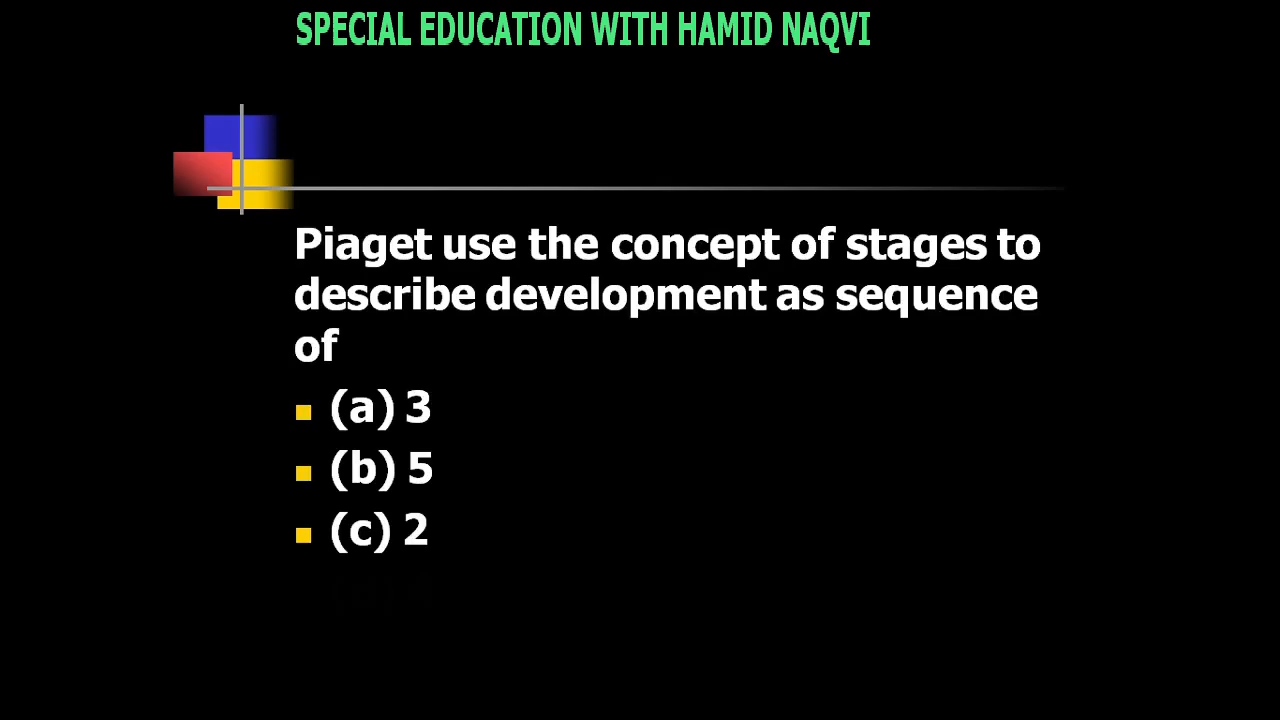 SPECIAL EDUCATION WITH HAMID NAQVI
Piaget use the concept of stages to
describe development as sequence
of
(a) 3
(b) 5
(c) 2